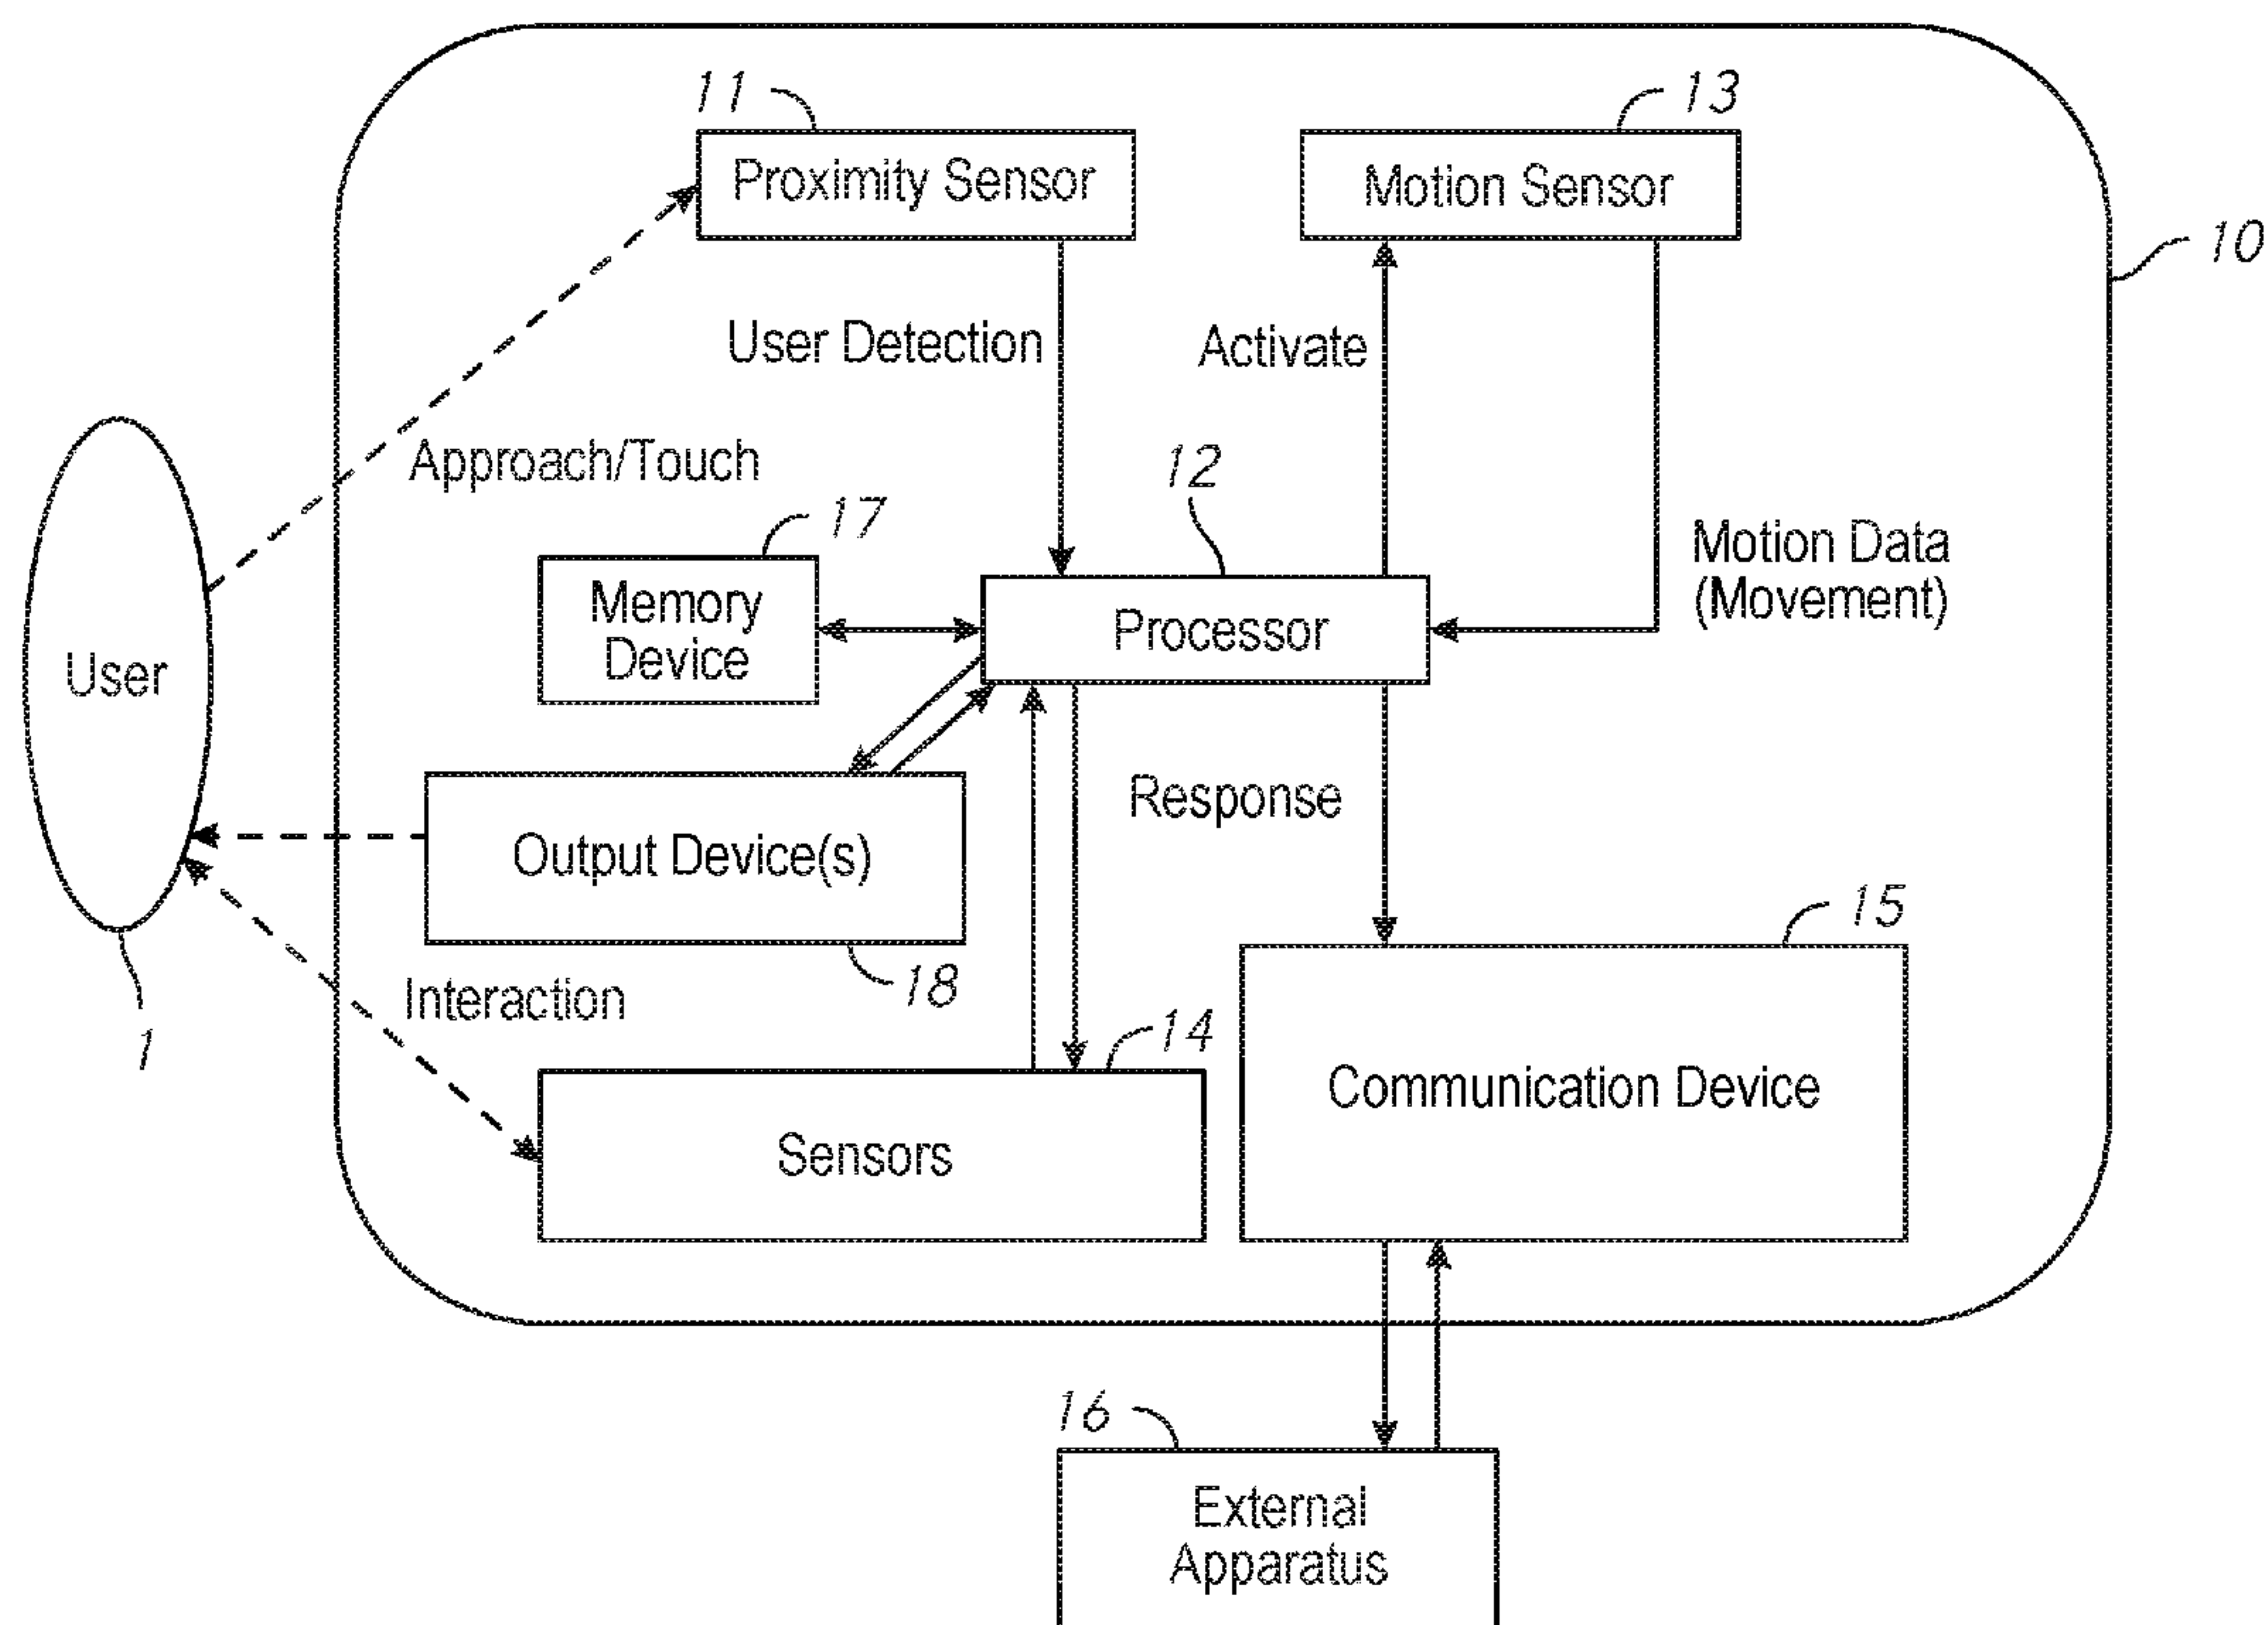 11
13
Proximity Sensor
Motion Sensor
10
User Detection
Activate
Approach/Touch
12
17
Motion Data
(Movement)
Memory
Device
Processor
User
Response
Output Device(s)
15
18
Interaction
14
1
Communication Device
Sensors
16
External
Apparatus